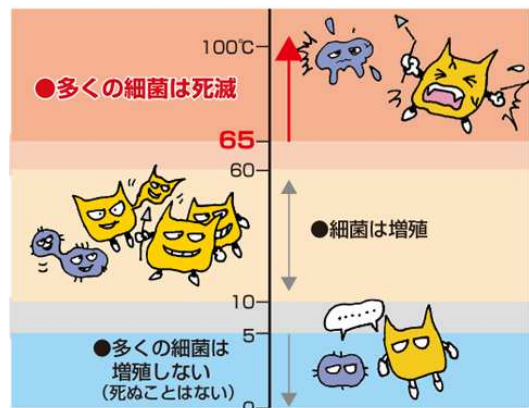 100℃
●多くの細菌は死滅
65
60
●細菌は増殖
10
5
●多くの細菌は
増殖しない
（死ぬことはない）
……
0